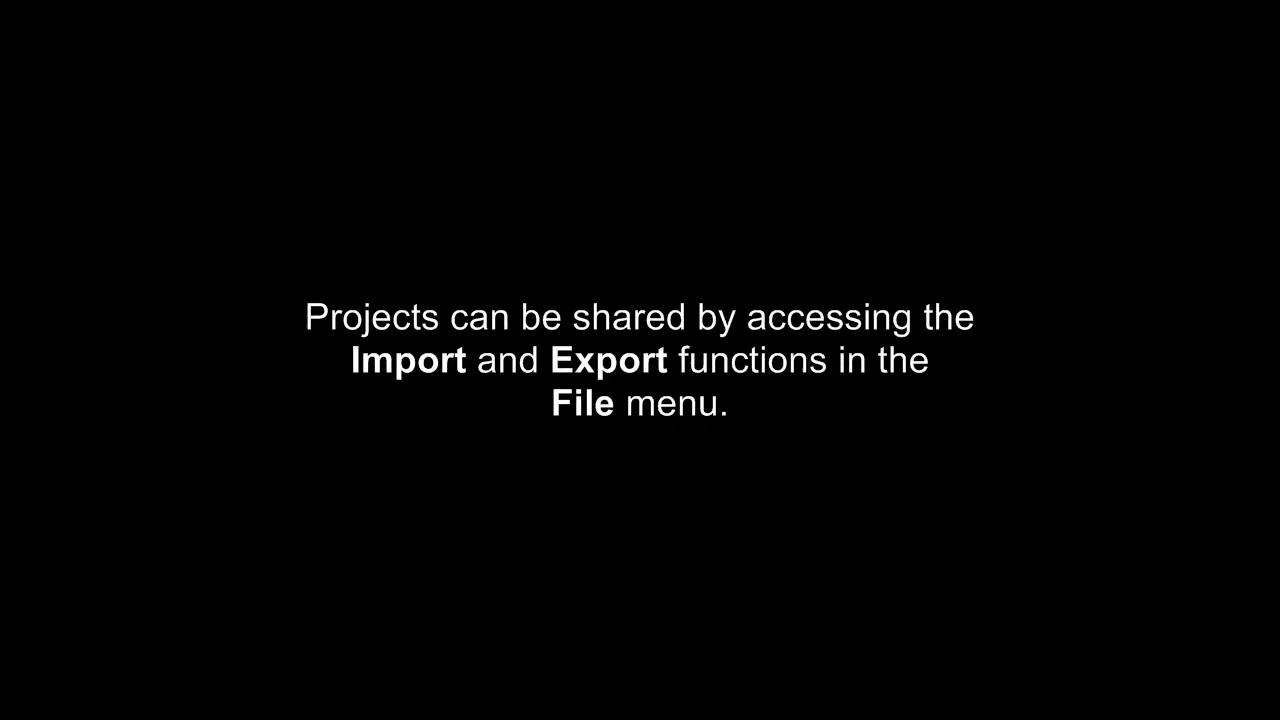 Projects can be shared by accessing the
Import and Export functions in the
File menu.